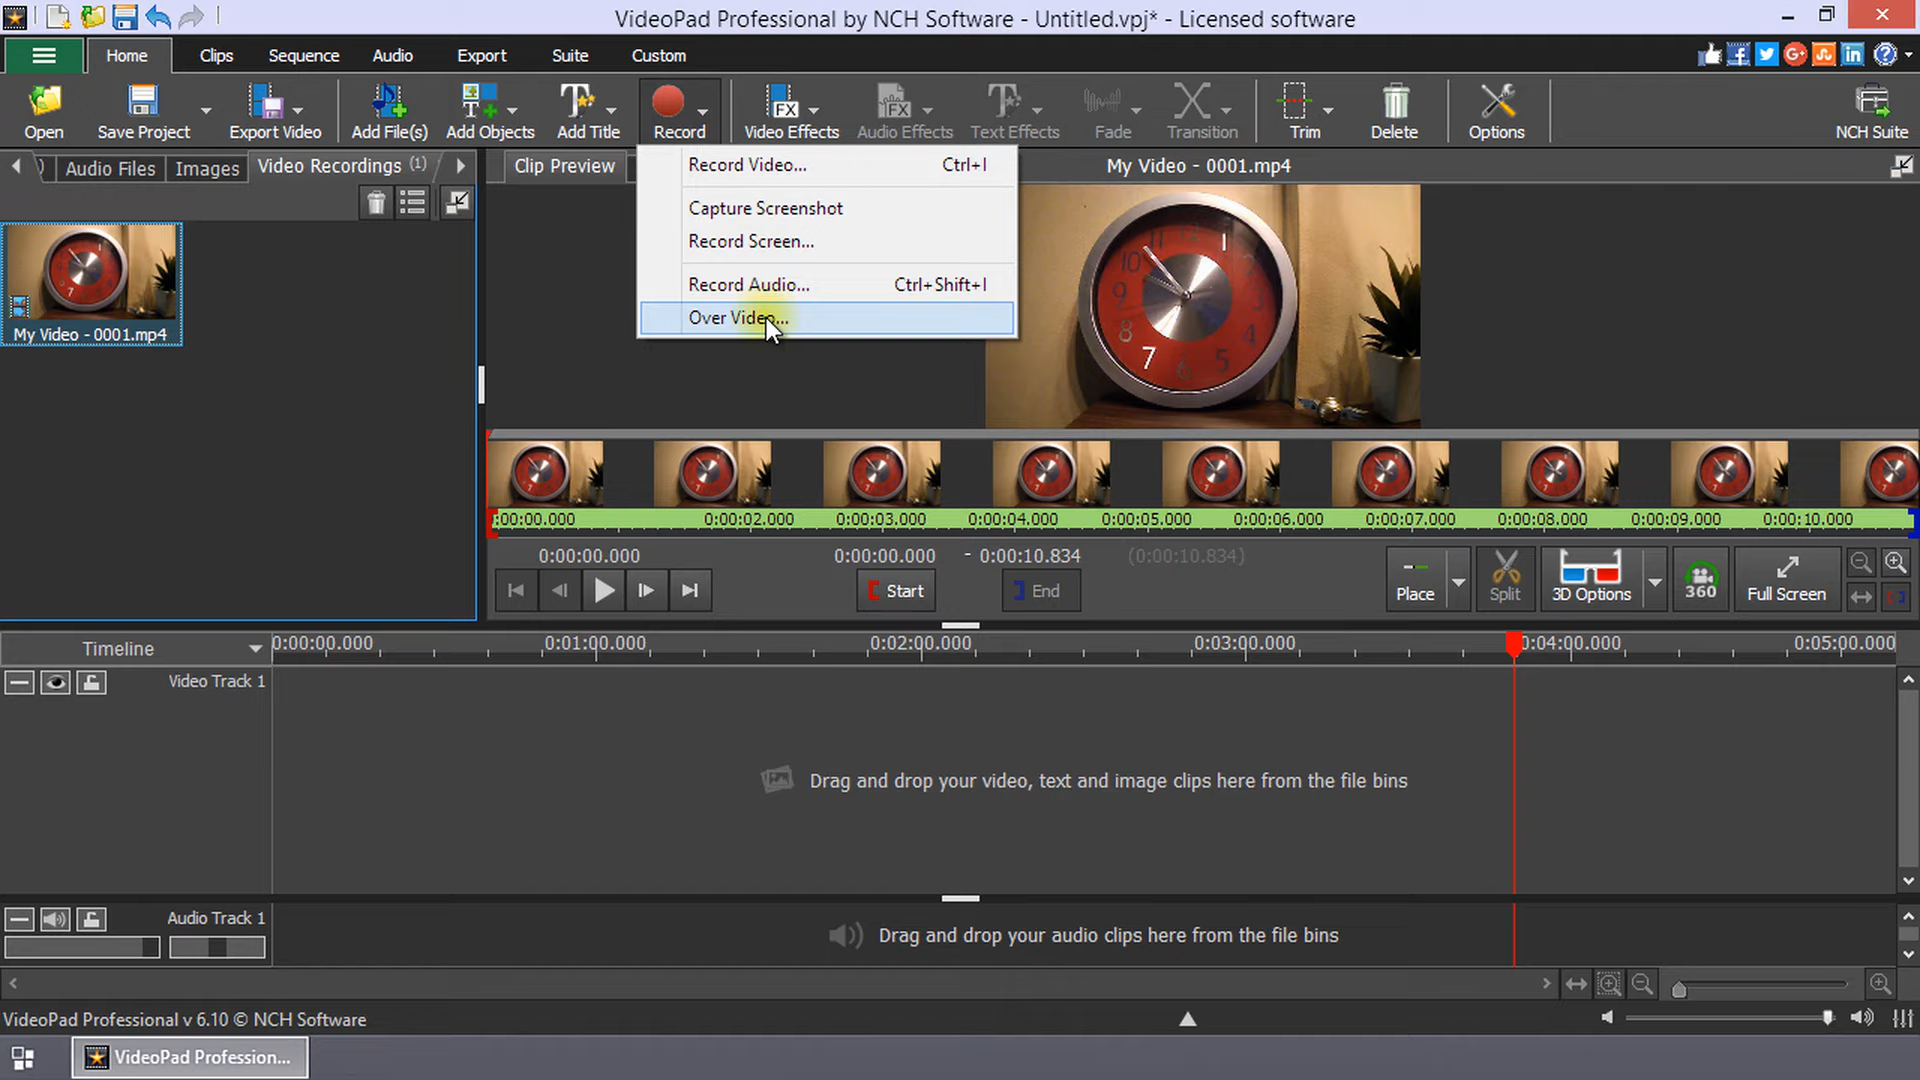 VideoPad Professional by NCH Software - Untitled.vpj* - Licensed software
Home Clips Sequence Audio Export Suite Custom
Open Save Project Export Video Add File(s) Add Objects Add Title Record Video Effects Audio Effects Text Effects Fade Transition Trim Delete Options NCH Suite
) Audio Files Images Video Recordings (1) Clip Preview My Video - 0001.mp4
Record Video... Ctrl+I
Capture Screenshot
Record Screen...
Record Audio... Ctrl+Shift+I
Over Video...
My Video - 0001.mp4
:00:00.000 0:00:02.000 0:00:03.000 0:00:04.000 0:00:05.000 0:00:06.000 0:00:07.000 0:00:08.000 0:00:09.000 0:00:10.000
0:00:00.000 0:00:00.000 - 0:00:10.834 (0:00:10.834)
Start End Place Split 3D Options 360 Full Screen
Timeline 0:00:00.000 0:01:00.000 0:02:00.000 0:03:00.000 0:04:00.000 0:05:00.000
Video Track 1
Drag and drop your video, text and image clips here from the file bins
Audio Track 1
Drag and drop your audio clips here from the file bins
VideoPad Professional v 6.10 © NCH Software
VideoPad Profession...